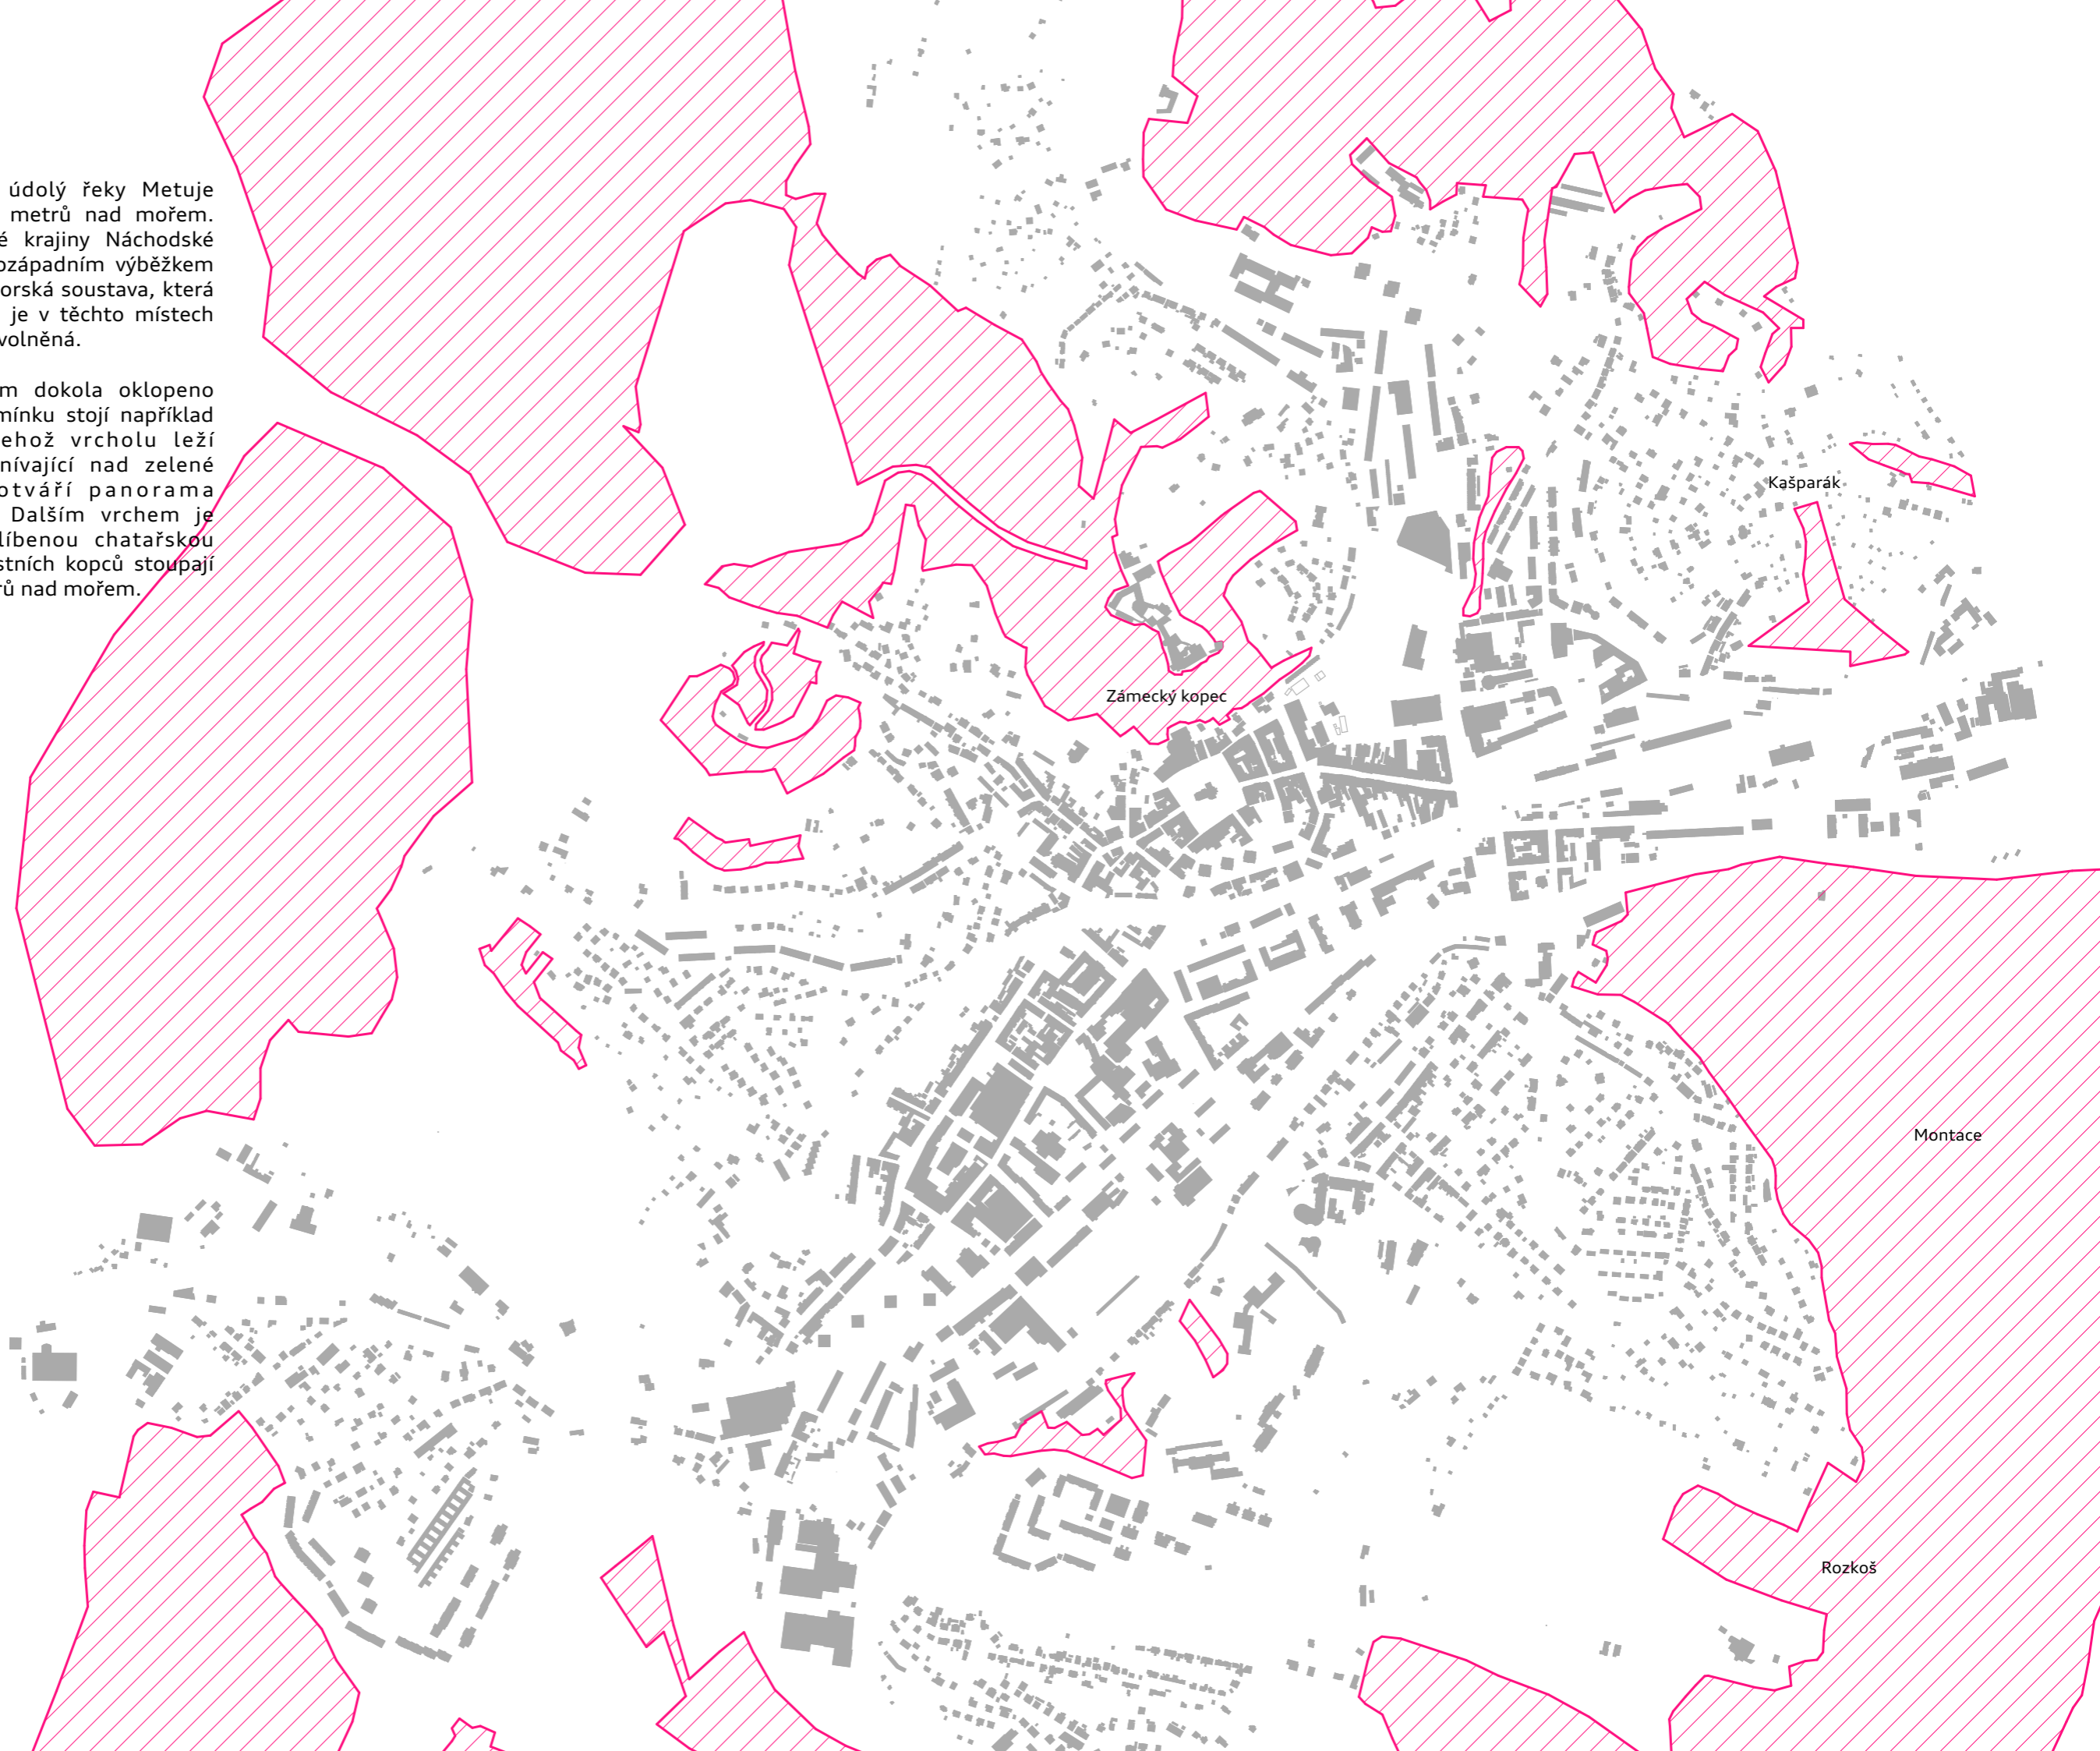 údolý řeky Metuje
metrů nad mořem.
é krajiny Náchodské
ozápadním výběžkem
orská soustava, která
je v těchto místech
volněná.
m dokola oklopeno
mínku stojí například
ehož vrcholu leží
nívající nad zelené
otváří panorama
Dalším vrchem je
líbenou chatařskou
stních kopců stoupají
rů nad mořem.
Kašparák
Zámecký kopec
Montace
Rozkoš